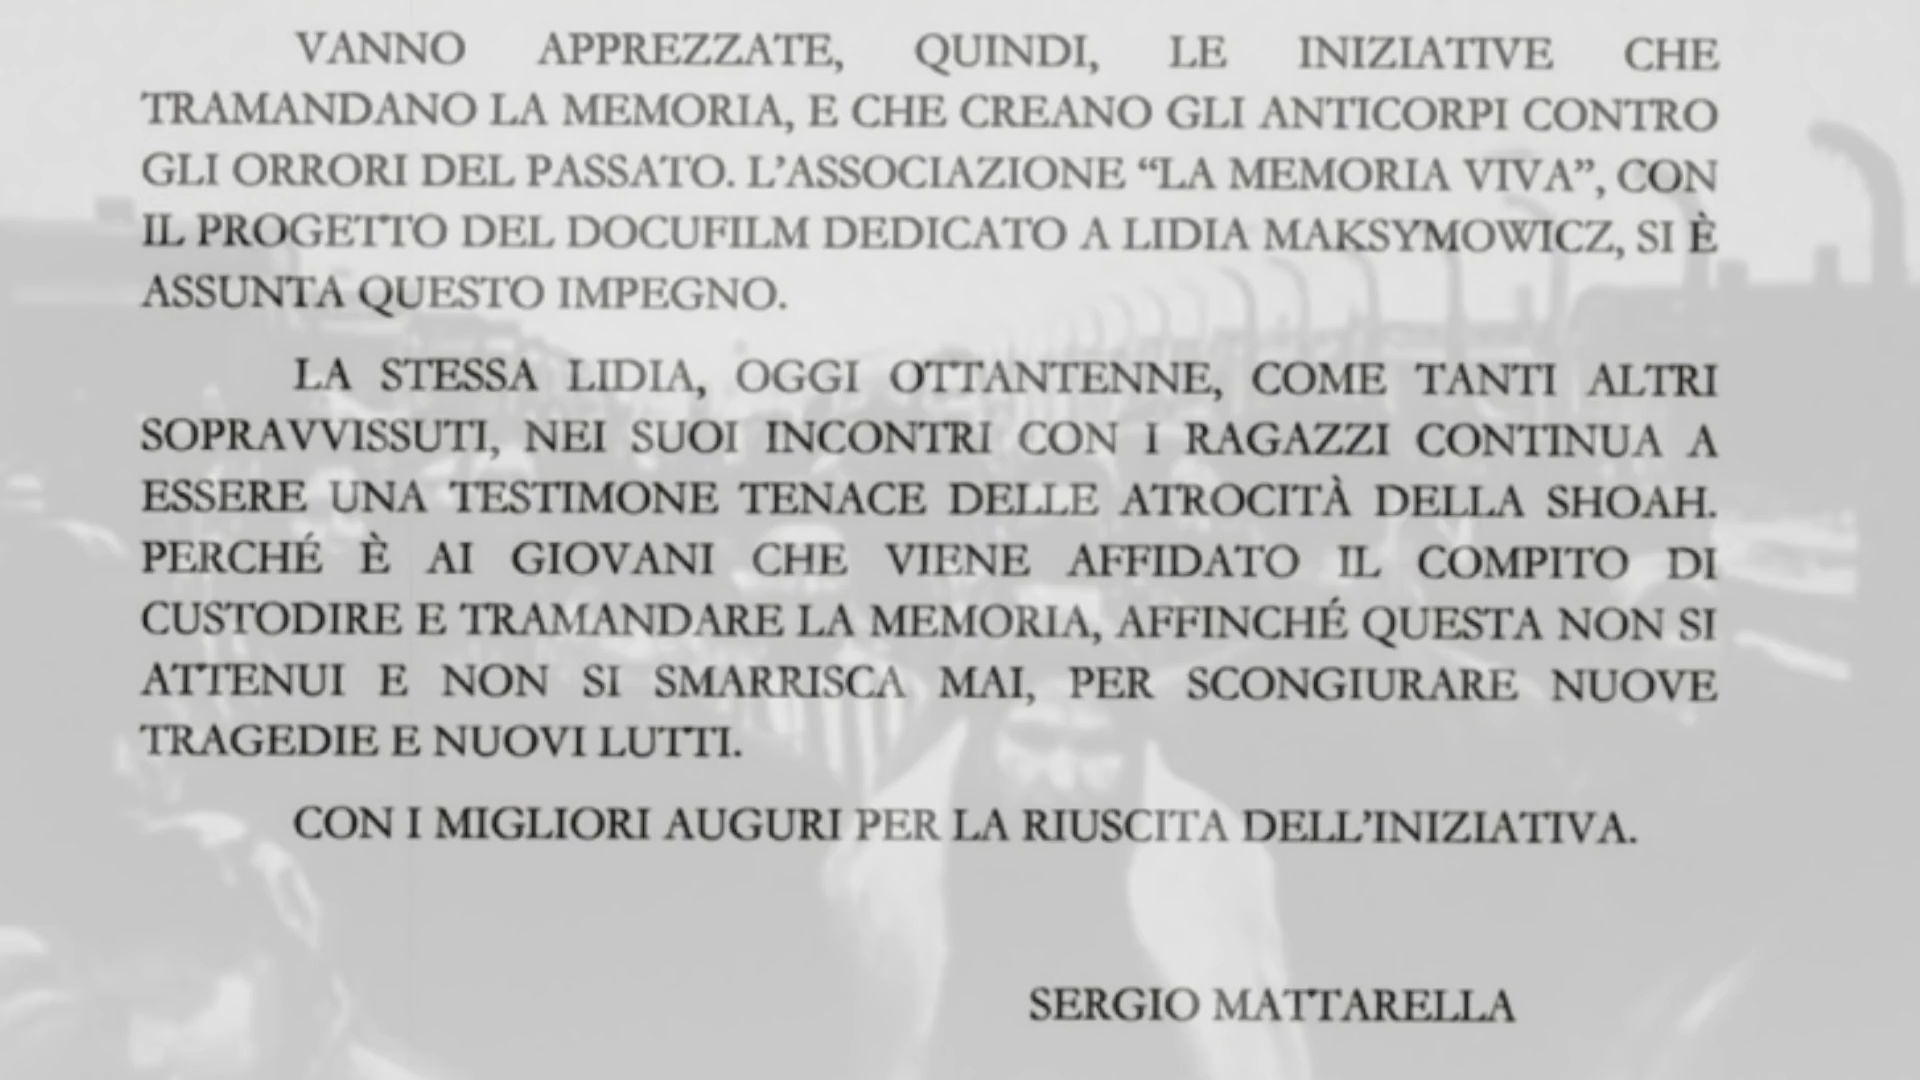 VANNO APPREZZATE, QUINDI, LE INIZIATIVE CHE
TRAMANDANO LA MEMORIA, E CHE CREANO GLI ANTICORPI CONTRO
GLI ORRORI DEL PASSATO. L'ASSOCIAZIONE “LA MEMORIA VIVA”, CON
IL PROGETTO DEL DOCUFILM DEDICATO A LIDIA MAKSYMOWICZ, SI È
ASSUNTA QUESTO IMPEGNO.
LA STESSA LIDIA, OGGI OTTANTENNE, COME TANTI ALTRI
SOPRAVVISSUTI, NEI SUOI INCONTRI CON I RAGAZZI CONTINUA A
ESSERE UNA TESTIMONE TENACE DELLE ATROCITÀ DELLA SHOAH.
PERCHÉ È AI GIOVANI CHE VIENE AFFIDATO IL COMPITO DI
CUSTODIRE E TRAMANDARE LA MEMORIA, AFFINCHÉ QUESTA NON SI
ATTENUI E NON SI SMARRISCA MAI, PER SCONGIURARE NUOVE
TRAGEDIE E NUOVI LUTTI.
CON I MIGLIORI AUGURI PER LA RIUSCITA DELL'INIZIATIVA.
SERGIO MATTARELLA